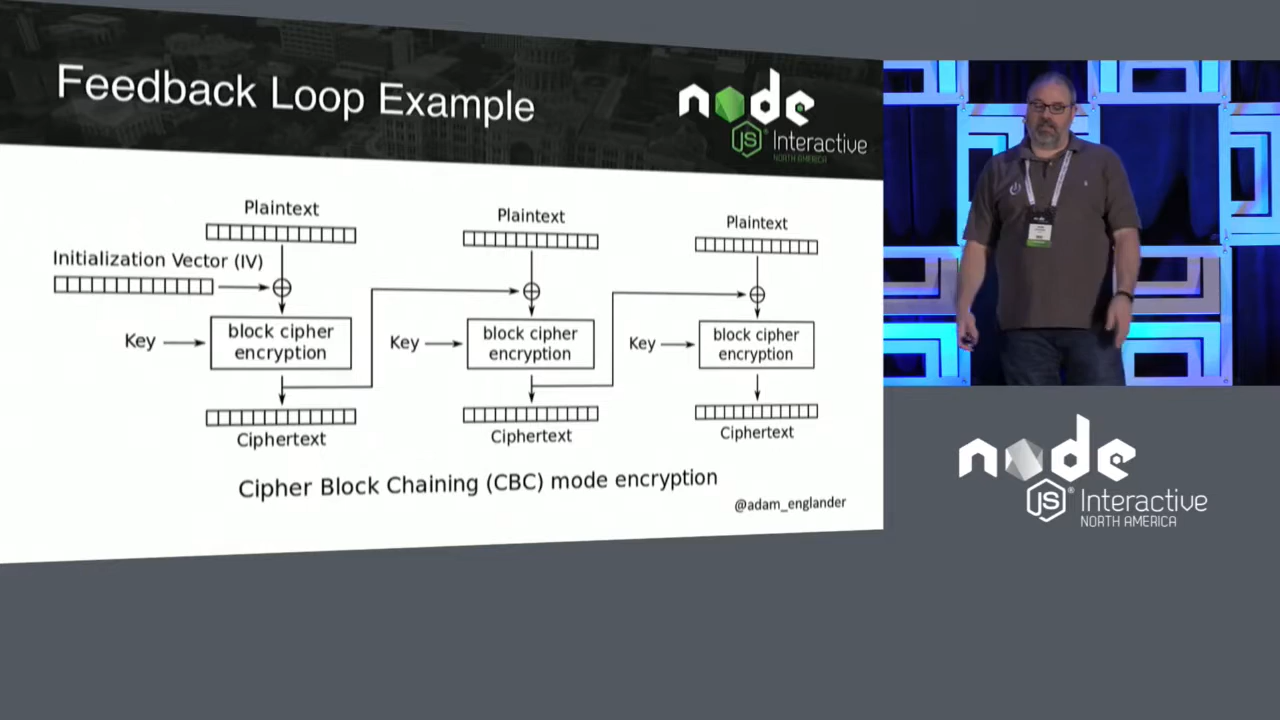 Feedback Loop Example
node
JS Interactive
NORTH AMERICA
Plaintext
Plaintext
Plaintext
Initialization Vector (IV)
Key
block cipher
encryption
Key
block cipher
encryption
Key
block cipher
encryption
Ciphertext
Ciphertext
Ciphertext
Cipher Block Chaining (CBC) mode encryption
@adam_englander
node
JS Interactive
NORTH AMERICA